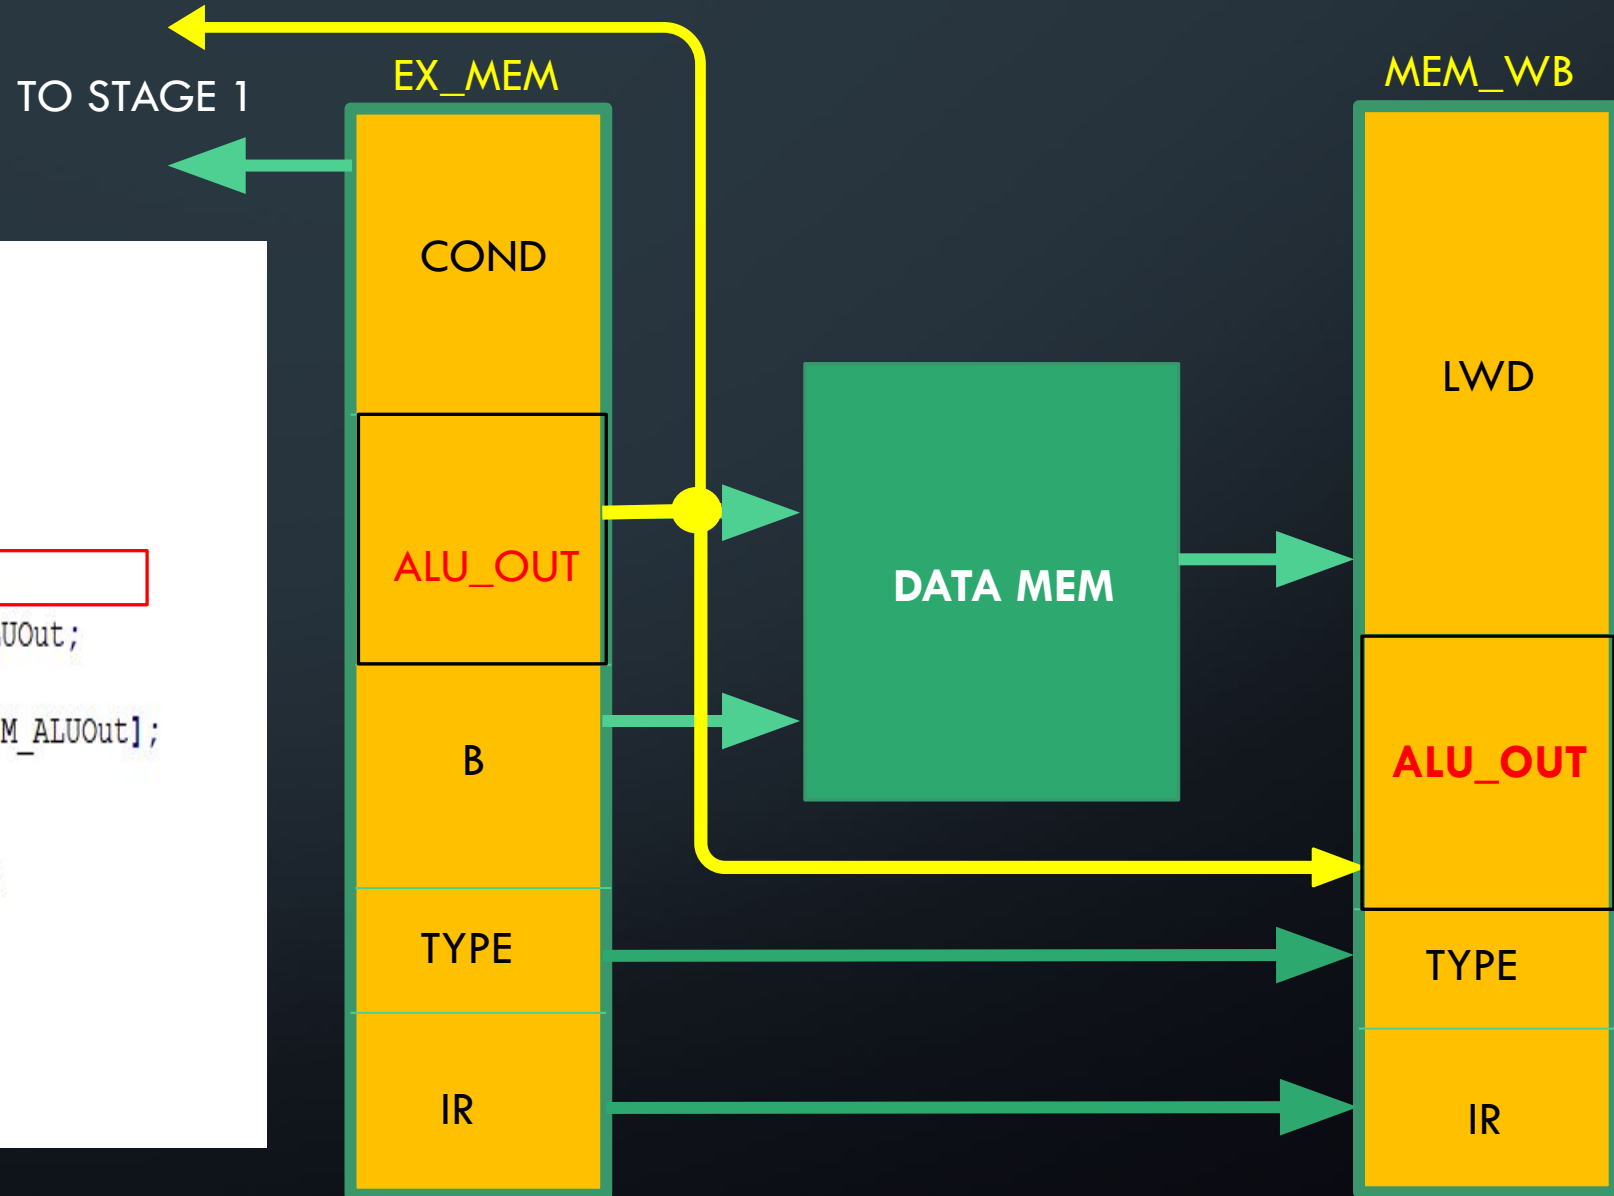 TO STAGE 1
EX_MEM
COND
ALU_OUT
B
TYPE
IR
UOut;
M_ALUOut];
DATA MEM
MEM_WB
LWD
ALU_OUT
TYPE
IR